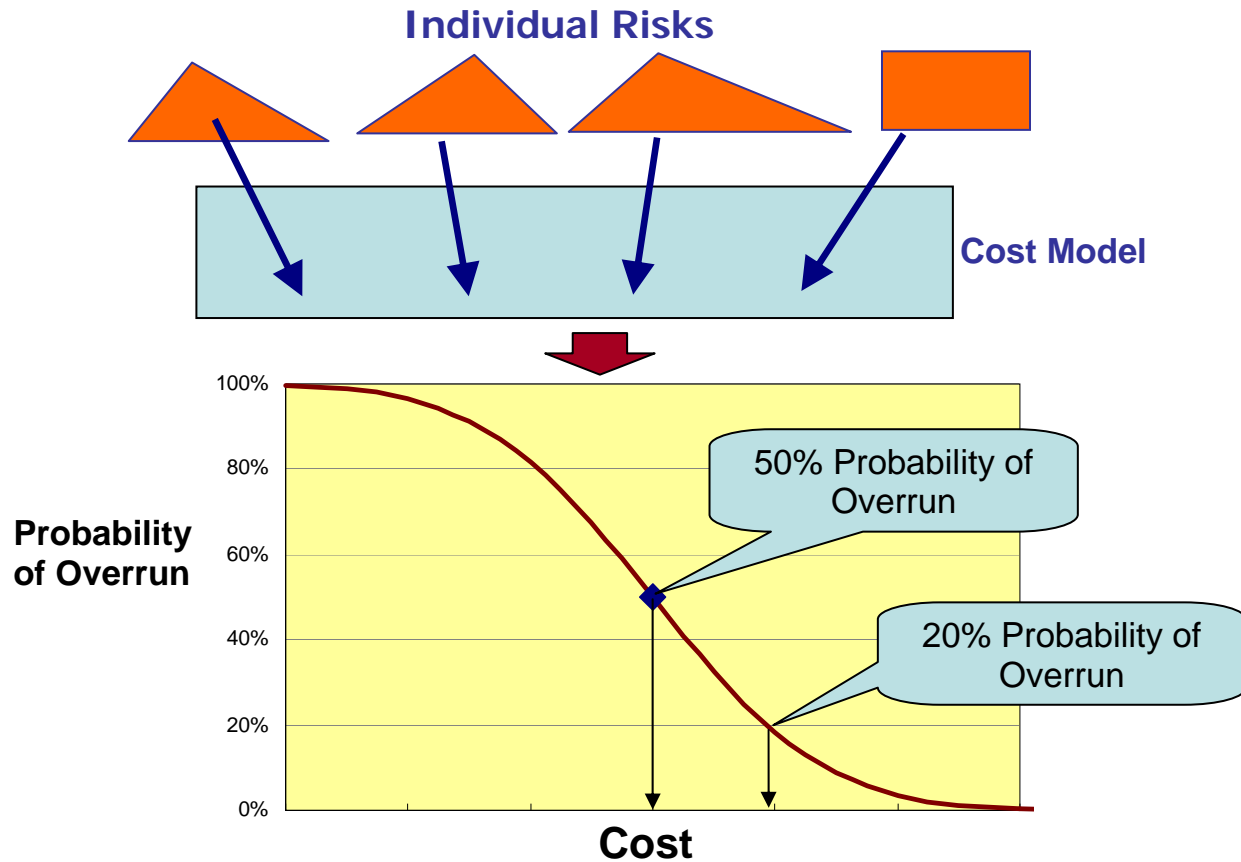 Individual Risks
Cost Model
100%
80%
60%
40%
20%
0%
Probability
of Overrun
50% Probability of
Overrun
20% Probability of
Overrun
Cost